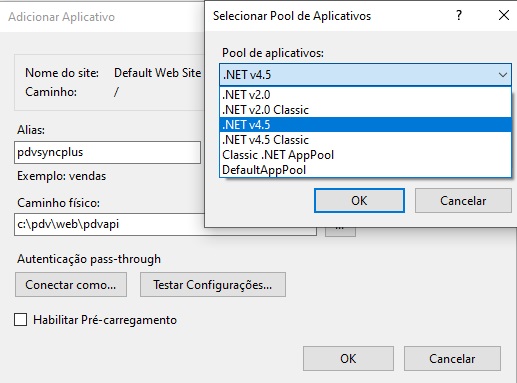 Adicionar Aplicativo
Nome do site: Default Web Site
Caminho: /
Alias:
pdvsyncplus
Exemplo: vendas
Caminho físico:
c:\pdv\web\pdvapi
...
Autenticação pass-through
Conectar como...
Testar Configurações...
Habilitar Pré-carregamento
OK
Cancelar
Selecionar Pool de Aplicativos
?
Pool de aplicativos:
.NET v4.5
.NET v2.0
.NET v2.0 Classic
.NET v4.5
.NET v4.5 Classic
Classic .NET AppPool
DefaultAppPool
OK
Cancelar